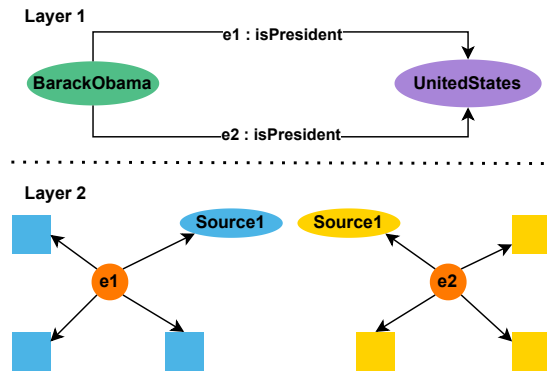 Layer 1
e1 : isPresident
BarackObama
UnitedStates
e2 : isPresident
Layer 2
Source1
Source1
e1
e2